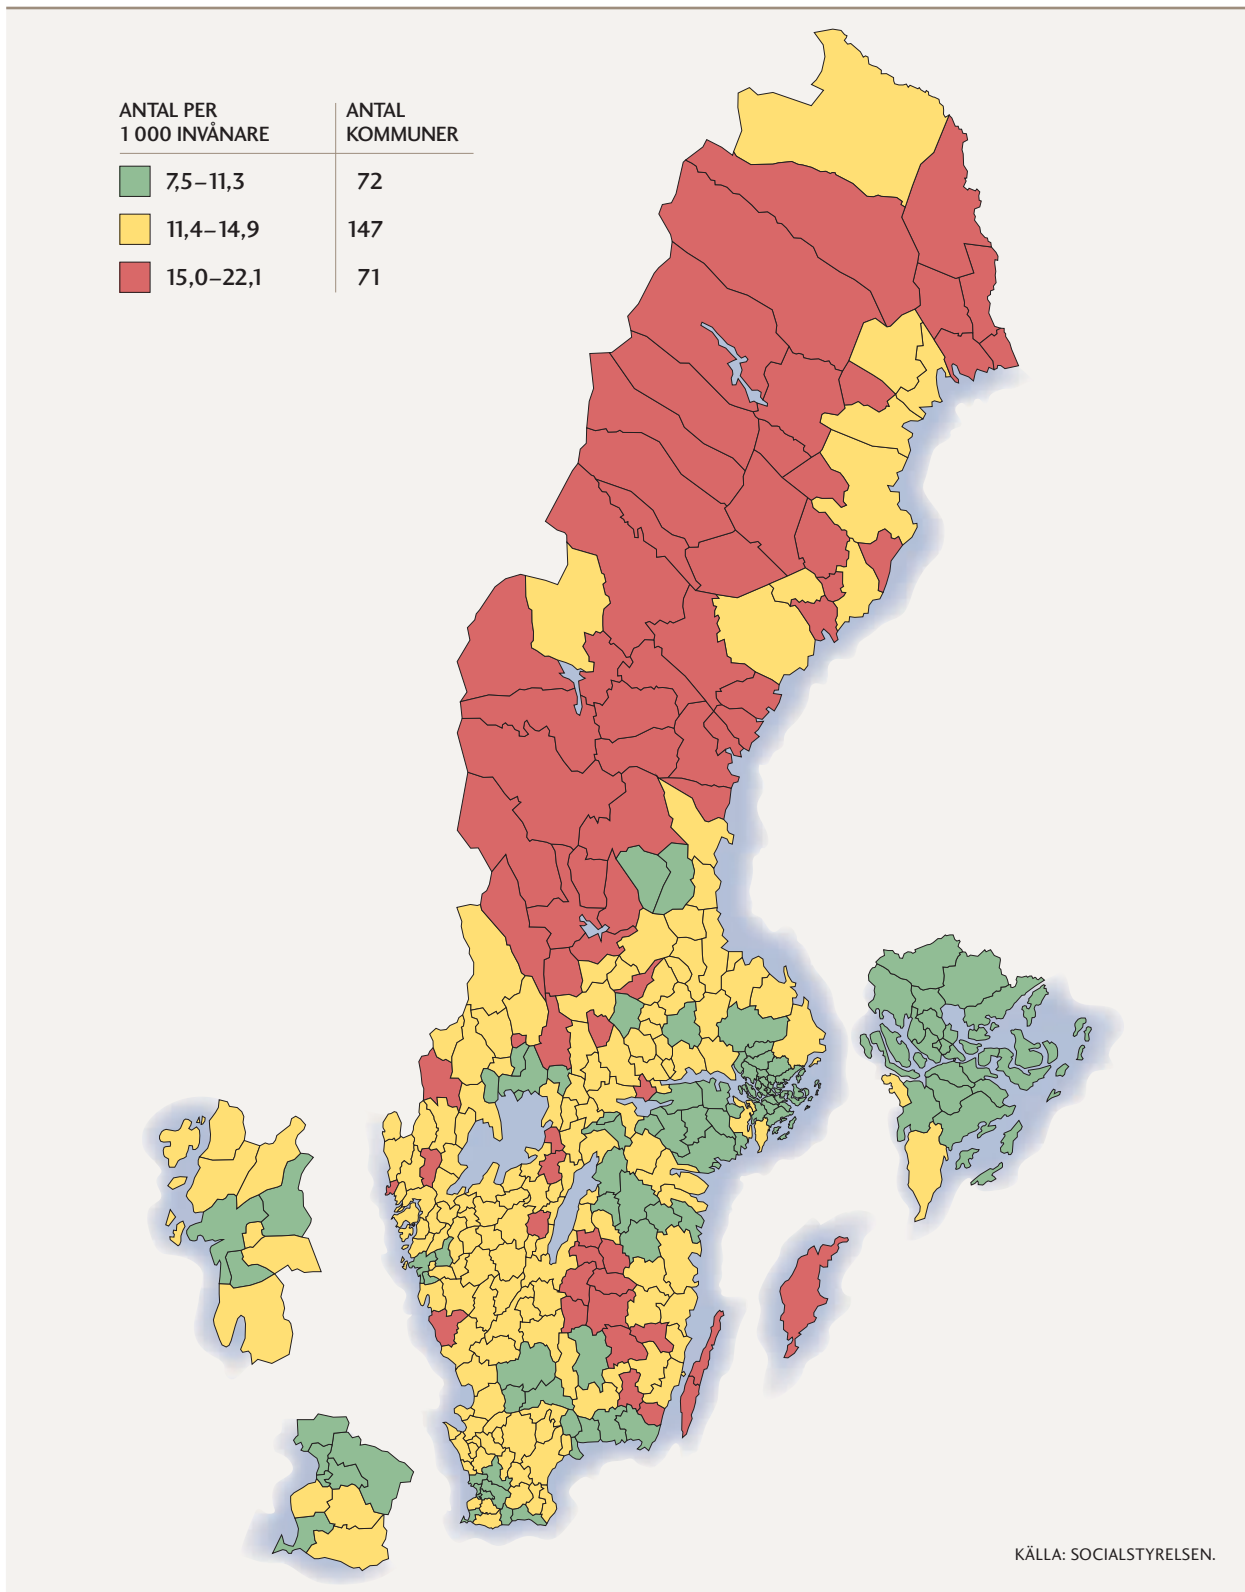 ANTAL PER
1 000 INVÅNARE
ANTAL
KOMMUNER
7,5–11,3 72
11,4–14,9 147
15,0–22,1 71
KÄLLA: SOCIALSTYRELSEN.